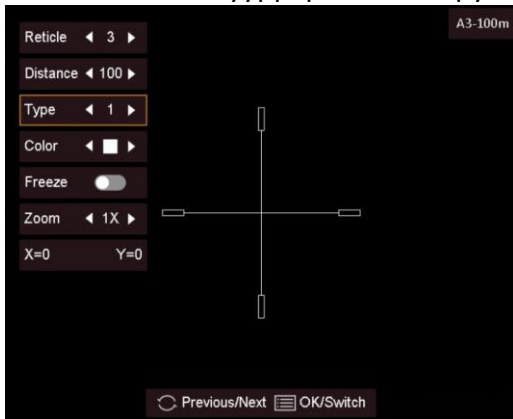 A3-100m
Reticle 3
Distance 100
Type 1
Color
Freeze
Zoom 1X
X=0 Y=0
Previous/Next OK/Switch